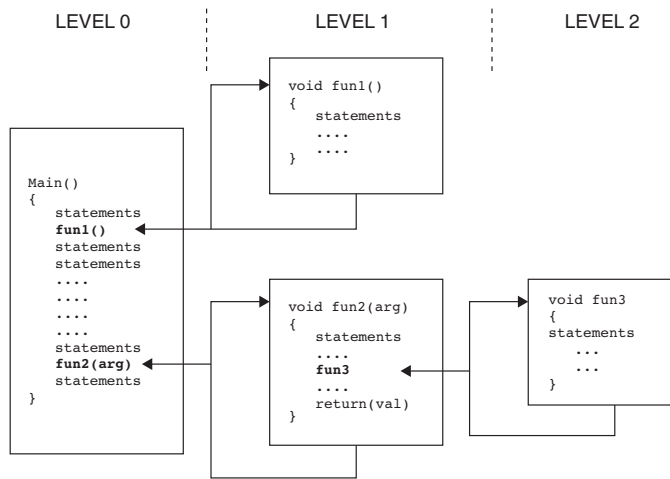 LEVEL 0
LEVEL 1
LEVEL 2
Main()
{
statements
fun1()
statements
statements
....
....
....
....
statements
fun2(arg)
statements
}
void fun1()
{
statements
....
....
}
void fun2(arg)
{
statements
....
fun3
....
return(val)
}
void fun3
{
statements
...
...
}